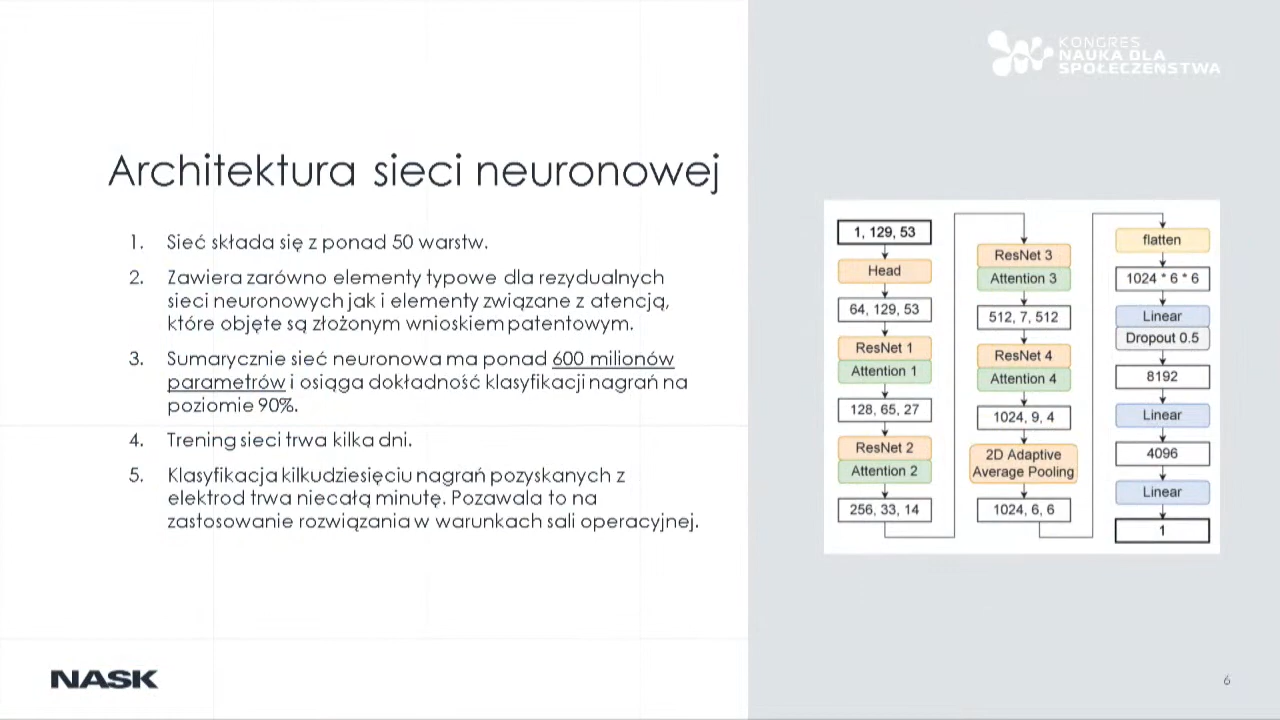 KONGRES
NAUKA DLA
SPOŁECZEŃSTWA
Architektura sieci neuronowej
1. Sieć składa się z ponad 50 warstw.
2. Zawiera zarówno elementy typowe dla rezydualnych
sieci neuronowych jak i elementy związane z atencją,
które objęte są złożonym wnioskiem patentowym.
3. Sumarycznie sieć neuronowa ma ponad 600 milionów
parametrów i osiąga dokładność klasyfikacji nagrań na
poziomie 90%.
4. Trening sieci trwa kilka dni.
5. Klasyfikacja kilkudziesięciu nagrań pozyskanych z
elektrod trwa niecałą minutę. Pozawala to na
zastosowanie rozwiązania w warunkach sali operacyjnej.
1, 129, 53
Head
64, 129, 53
ResNet 1
Attention 1
128, 65, 27
ResNet 2
Attention 2
256, 33, 14
ResNet 3
Attention 3
512, 7, 512
ResNet 4
Attention 4
1024, 9, 4
2D Adaptive
Average Pooling
1024, 6, 6
flatten
1024 * 6 * 6
Linear
Dropout 0.5
8192
Linear
4096
Linear
1
NASK
6